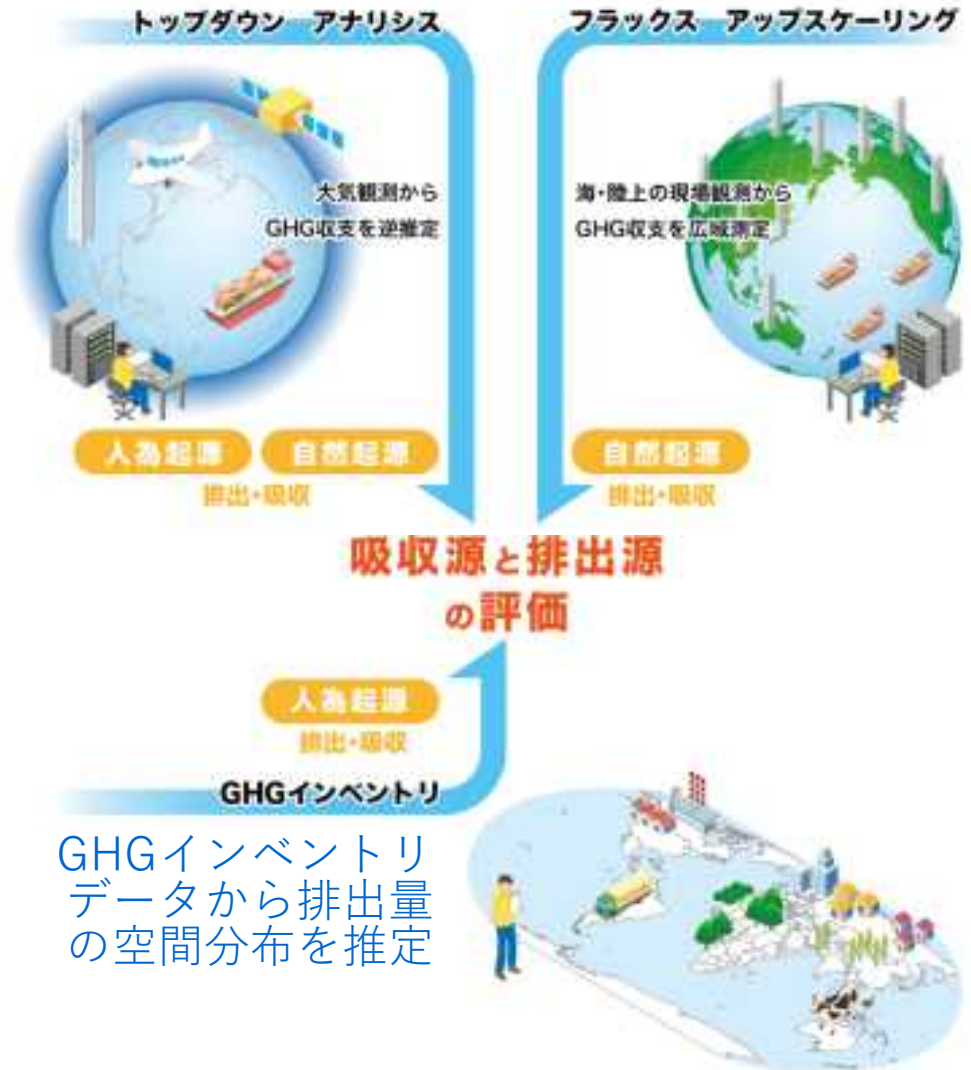 トップダウン アナリシス
フラックス アップスケーリング
大気観測から
GHG収支を逆推定
海・陸上の現場観測から
GHG収支を広域測定
人為起源
自然起源
排出・吸収
自然起源
排出・吸収
吸収源と排出源
の評価
人為起源
排出・吸収
GHGインベントリ
GHGインベントリ
データから排出量
の空間分布を推定